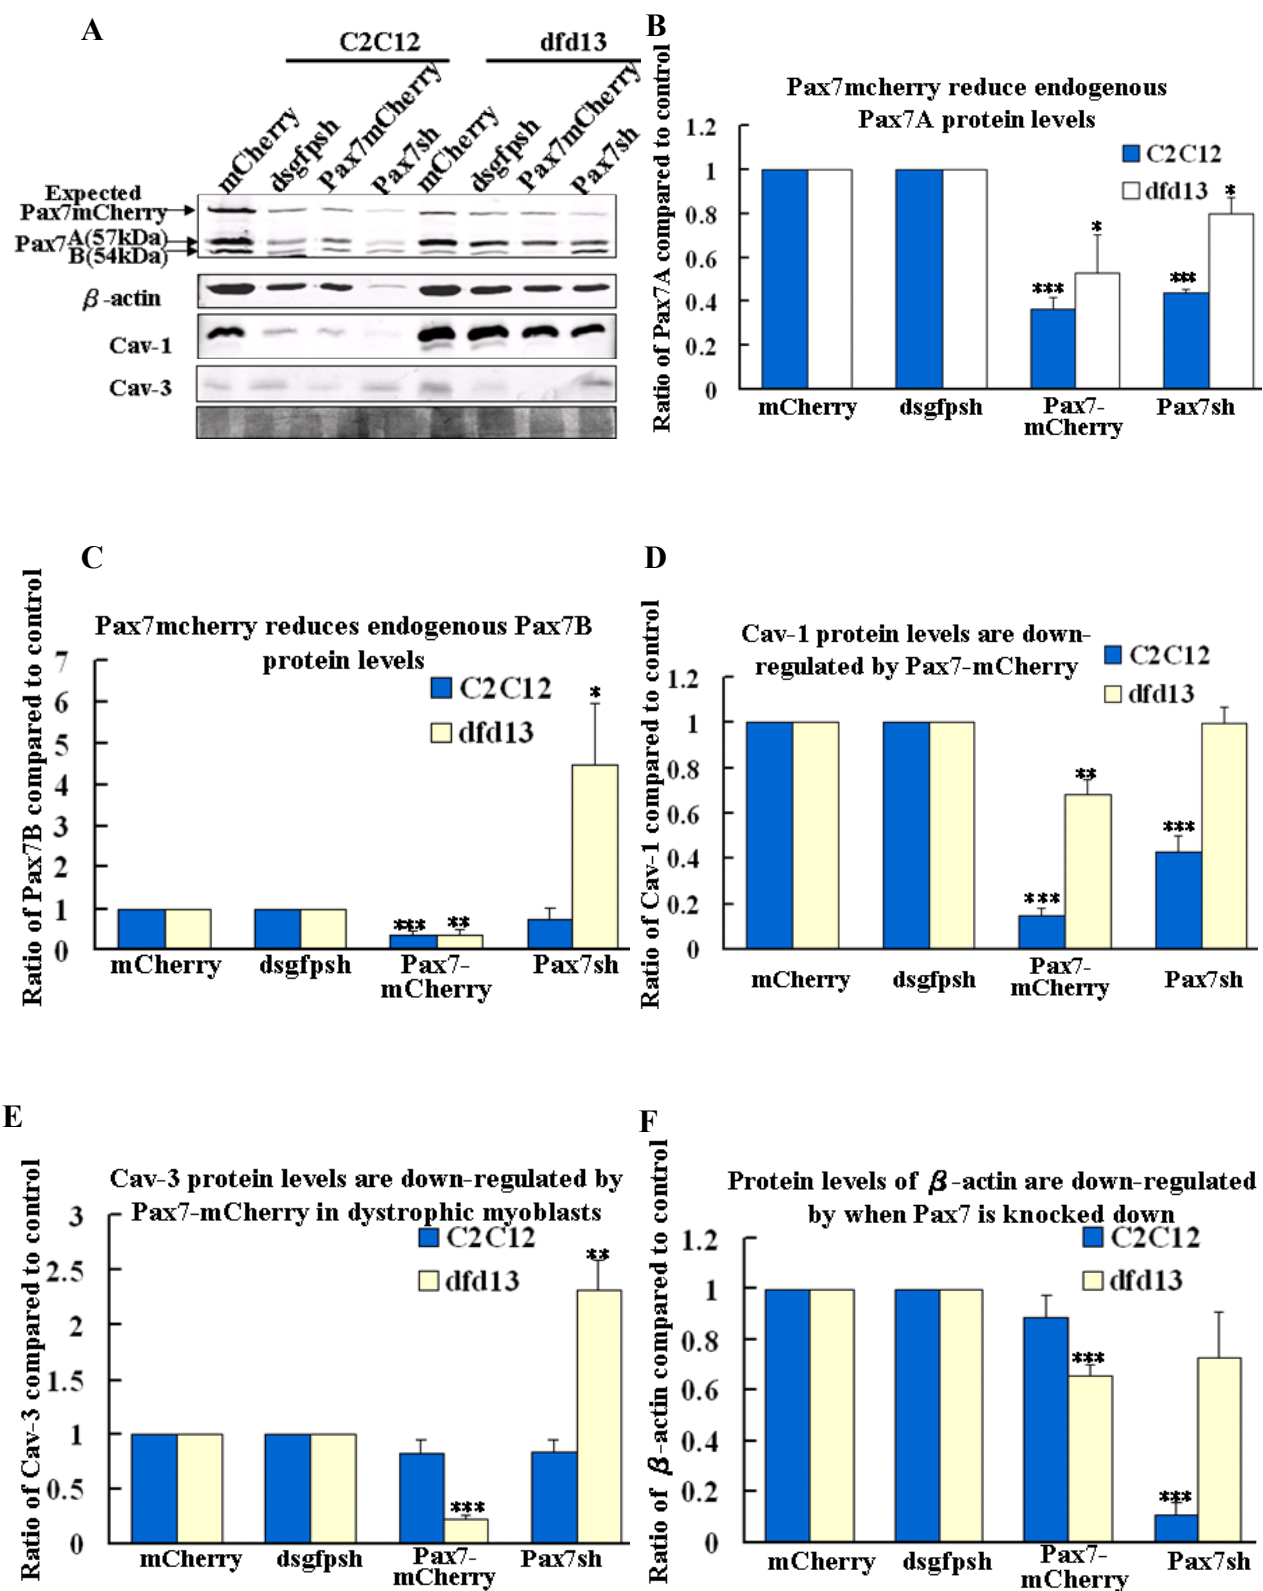 A
C2C12
dfd13
mCherry
dsgfpsh
Pax7mCherry
Pax7sh
mCherry
dsgfpsh
Pax7mCherry
Pax7sh
Expected
Pax7mCherry
Pax7 A(57kDa)
B(54kDa)
β-actin
Cav-1
Cav-3
B
Pax7mcherry reduce endogenous
Pax7A protein levels
Ratio of Pax7A compared to control
1.2
1
0.8
0.6
0.4
0.2
0
C2C12
dfd13
***
*
***
*
mCherry
dsgfpsh
Pax7-
mCherry
Pax7sh
C
Pax7mcherry reduces endogenous Pax7B
protein levels
Ratio of Pax7B compared to control
7
6
5
4
3
2
1
0
C2C12
dfd13
***
**
*
mCherry
dsgfpsh
Pax7-
mCherry
Pax7sh
D
Cav-1 protein levels are down-
regulated by Pax7-mCherry
Ratio of Cav-1 compared to control
1.2
1
0.8
0.6
0.4
0.2
0
C2C12
dfd13
***
**
***
mCherry
dsgfpsh
Pax7-
mCherry
Pax7sh
E
Cav-3 protein levels are down-regulated by
Pax7-mCherry in dystrophic myoblasts
Ratio of Cav-3 compared to control
3
2.5
2
1.5
1
0.5
0
C2C12
dfd13
***
**
mCherry
dsgfpsh
Pax7-
mCherry
Pax7sh
F
Protein levels of β-actin are down-regulated
by when Pax7 is knocked down
Ratio of β-actin compared to control
1.2
1
0.8
0.6
0.4
0.2
0
C2C12
dfd13
***
***
mCherry
dsgfpsh
Pax7-
mCherry
Pax7sh